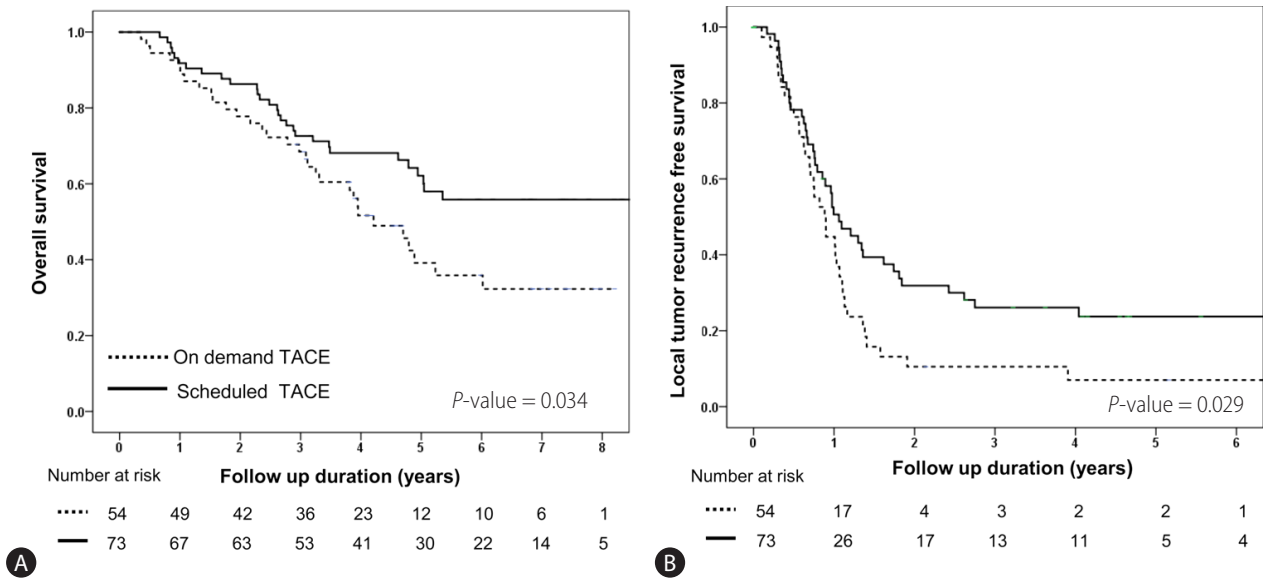 Overall survival
1.0
0.8
0.6
0.4
0.2
0.0
On demand TACE
Scheduled  TACE
P-value = 0.034
0 1 2 3 4 5 6 7 8
Number at risk
Follow up duration (years)
54 49 42 36 23 12 10 6 1
73 67 63 53 41 30 22 14 5
A
Local tumor recurrence free survival
1.0
0.8
0.6
0.4
0.2
0.0
P-value = 0.029
0 1 2 3 4 5 6
Number at risk
Follow up duration (years)
54 17 4 3 2 2 1
73 26 17 13 11 5 4
B